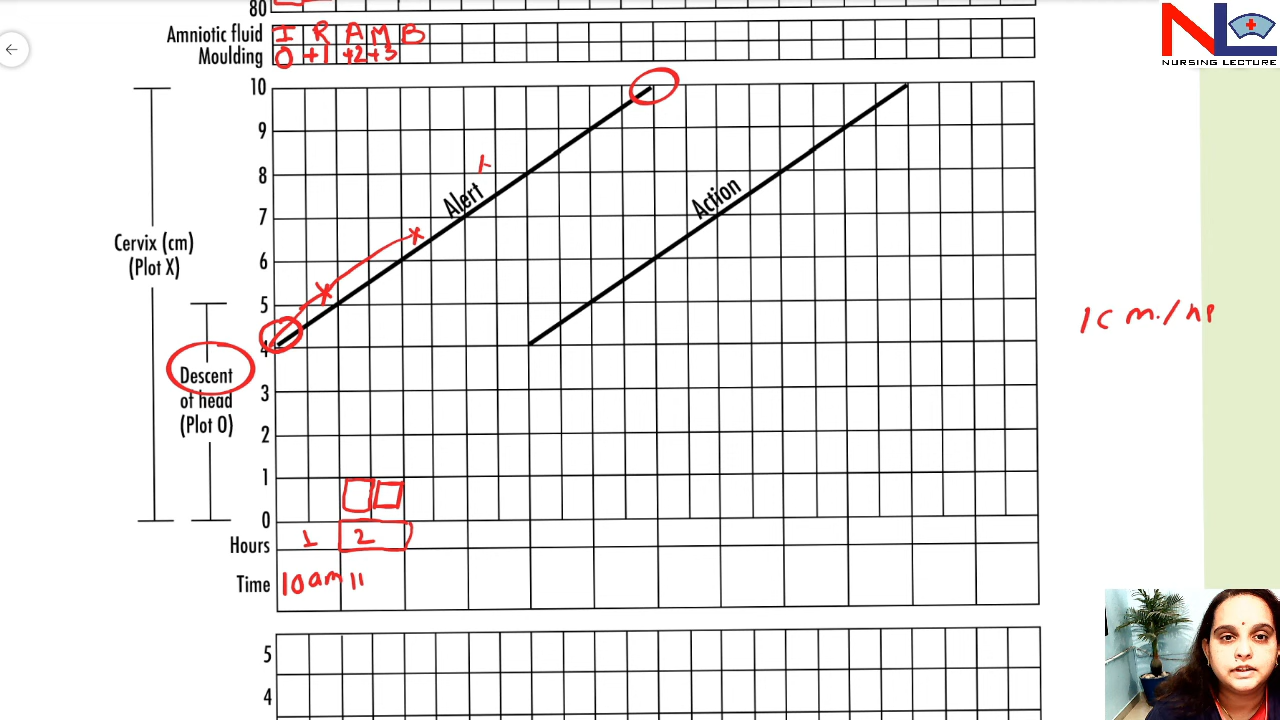 80
Amniotic fluid I R A M B
Moulding 0 +1 +2 +3
10
9
8
7
6
5
4
3
2
1
0
Cervix (cm)
(Plot X)
Descent
of head
(Plot O)
Alert
Action
1cm./hr
Hours 1 2
Time 10am 11
5
4
NL
NURSING LECTURE